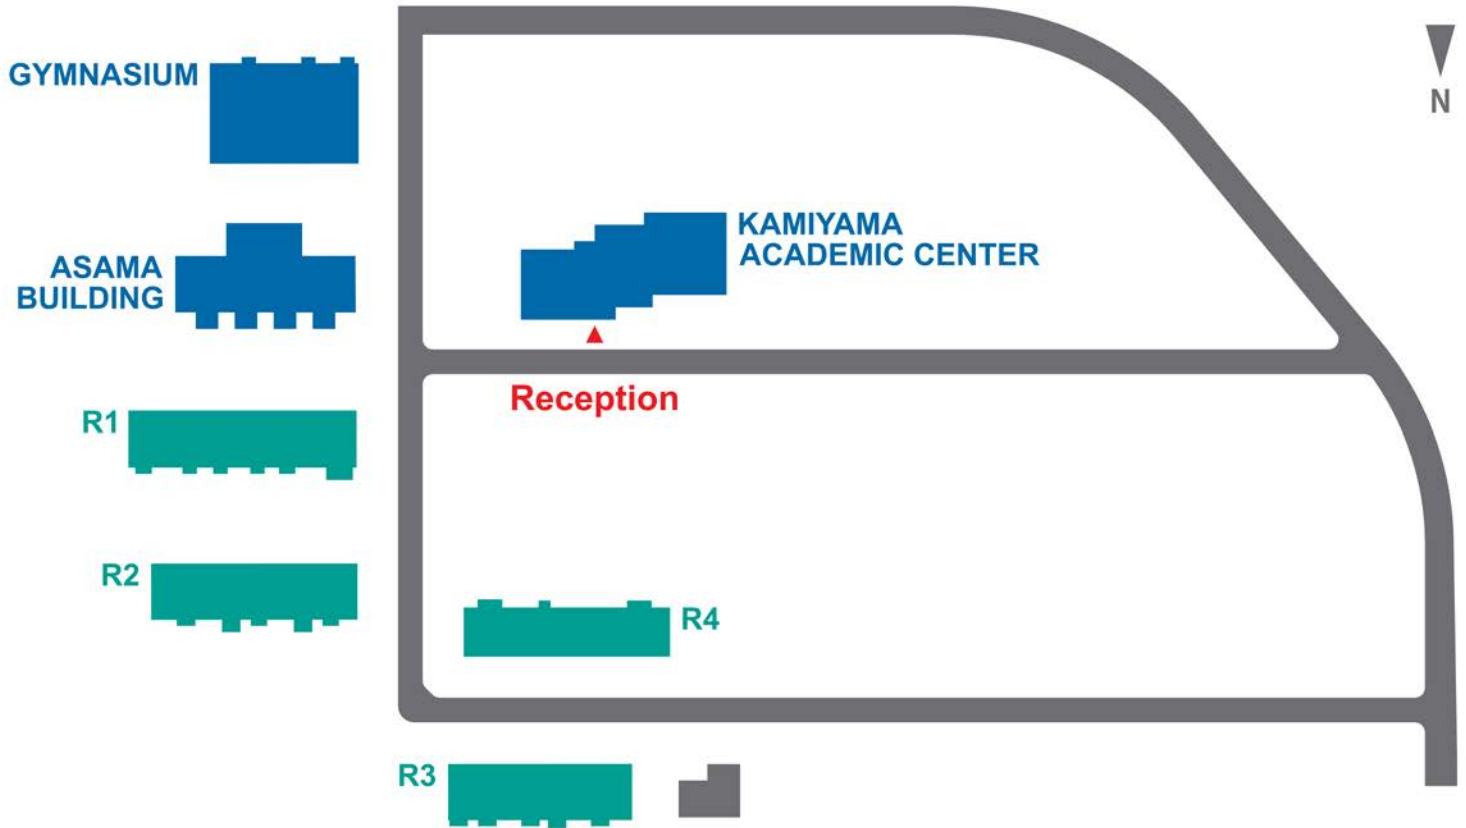 GYMNASIUM
N
KAMIYAMA
ACADEMIC CENTER
ASAMA
BUILDING
Reception
R1
R2
R4
R3